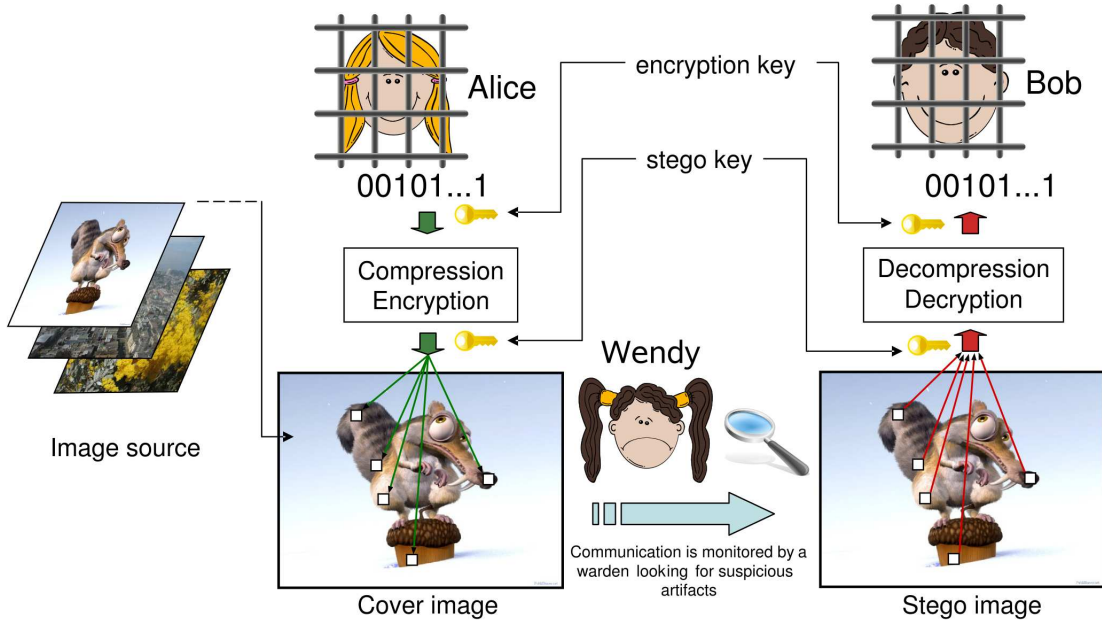 Alice
encryption key
Bob
stego key
00101...1
00101...1
Compression
Encryption
Decompression
Decryption
Wendy
Image source
Communication is monitored by a
warden looking for suspicious
artifacts
Cover image
Stego image